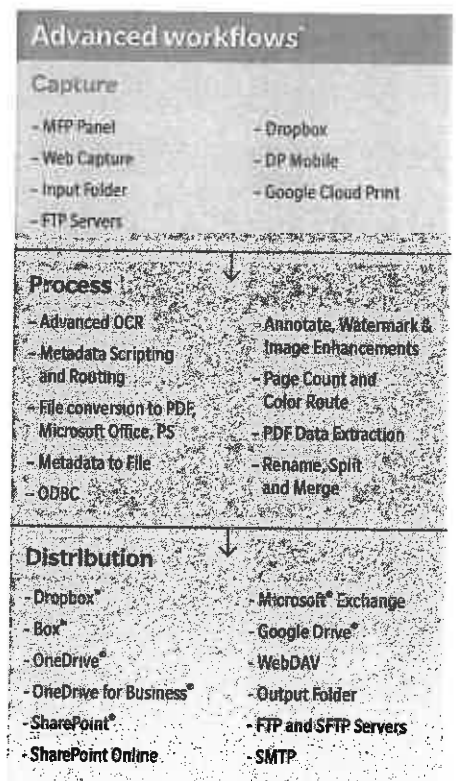 Advanced workflows*
Capture
- MFP Panel
- Web Capture
- Input Folder
- FTP Servers
- Dropbox
- DP Mobile
- Google Cloud Print
Process
- Advanced OCR
- Metadata Scripting
and Routing
- File conversion to PDF,
Microsoft Office, PS
- Metadata to File
- ODBC
- Annotate, Watermark &
Image Enhancements
- Page Count and
Color Route
- PDF Data Extraction
- Rename, Split
and Merge
Distribution
- Dropbox®
- Box®
- OneDrive®
- OneDrive for Business®
- SharePoint®
- SharePoint Online
- Microsoft® Exchange
- Google Drive®
- WebDAV
- Output Folder
- FTP and SFTP Servers
- SMTP